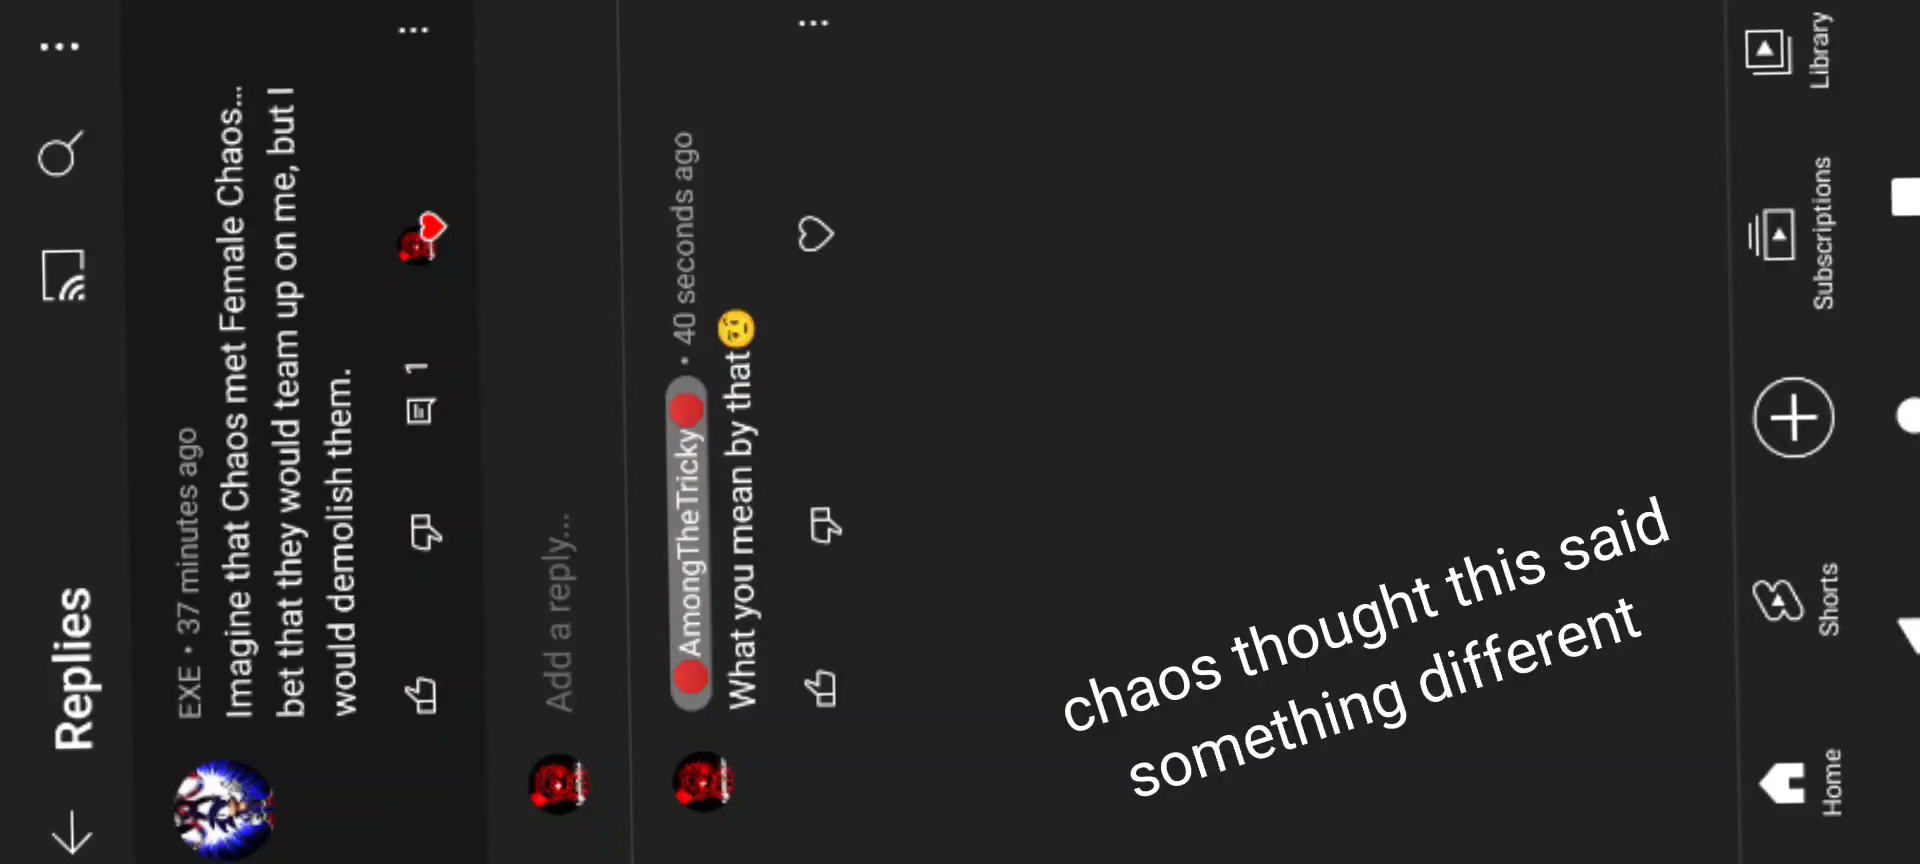 Replies
EXE • 37 minutes ago
Imagine that Chaos met Female Chaos...
bet that they would team up on me, but I
would demolish them.
1
Add a reply...
AmongTheTricky • 40 seconds ago
What you mean by that🤨
chaos thought this said
something different
Home
Shorts
Subscriptions
Library